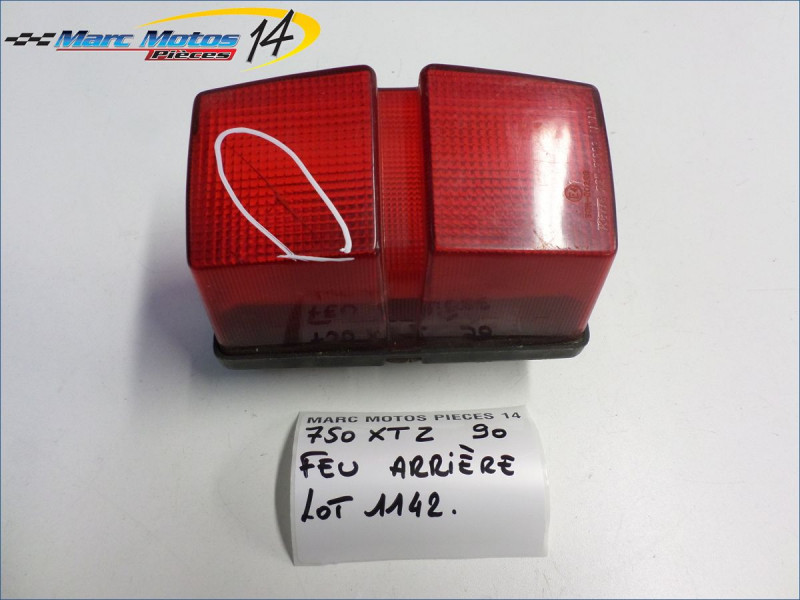 Marc Motos 14
Pièces
MARC MOTOS PIECES 14
750 XTZ 90
FEU ARRIÈRE
LOT 1142.